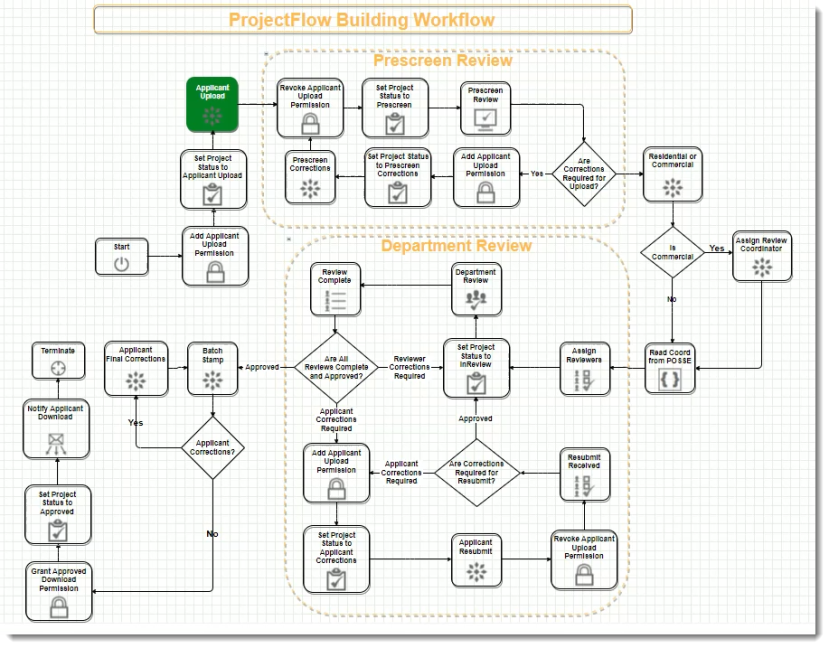 ProjectFlow Building Workflow
Prescreen Review
Applicant
Upload
Revoke Applicant
Upload
Permission
Set Project
Status to
Prescreen
Prescreen
Review
Set Project
Status to
Applicant Upload
Prescreen
Corrections
Set Project Status
to Prescreen
Corrections
Add Applicant
Upload
Permission
Yes
Are
Corrections
Required for
Upload?
Residential or
Commercial
Start
Add Applicant
Upload
Permission
Department Review
Is
Commercial
Yes
Assign Review
Coordinator
No
Review
Complete
Department
Review
Terminate
Applicant
Final Corrections
Batch
Stamp
Approved
Are All
Reviews Complete
and Approved?
Reviewer
Corrections
Required
Set Project
Status to
InReview
Assign
Reviewers
Read Coord
from POSSE
{ }
Notify Applicant
Download
Yes
Applicant
Corrections?
Applicant
Corrections
Required
Approved
Add Applicant
Upload
Permission
Applicant
Corrections
Required
Are Corrections
Required for
Resubmit?
Resubmit
Received
Set Project
Status to
Approved
No
Set Project
Status to
Applicant
Corrections
Applicant
Resubmit
Revoke Applicant
Upload
Permission
Grant Approved
Download
Permission